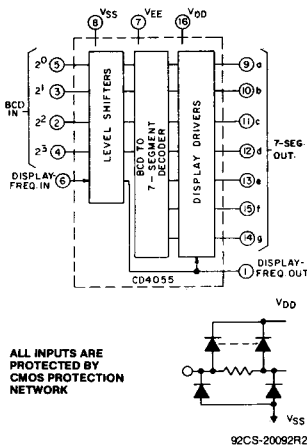 VSS
VEE
VDD
8
7
16
BCD IN
2⁰ 5
2¹ 3
2² 2
2³ 4
DISPLAY-FREQ. IN
6
LEVEL SHIFTERS
BCD TO 7-SEGMENT DECODER
DISPLAY DRIVERS
9 a
10 b
11 c
12 d
13 e
15 f
14 g
7-SEG. OUT.
1 DISPLAY-FREQ. OUT
CD4055
ALL INPUTS ARE
PROTECTED BY
CMOS PROTECTION
NETWORK
VDD
VSS
92CS-20092R2